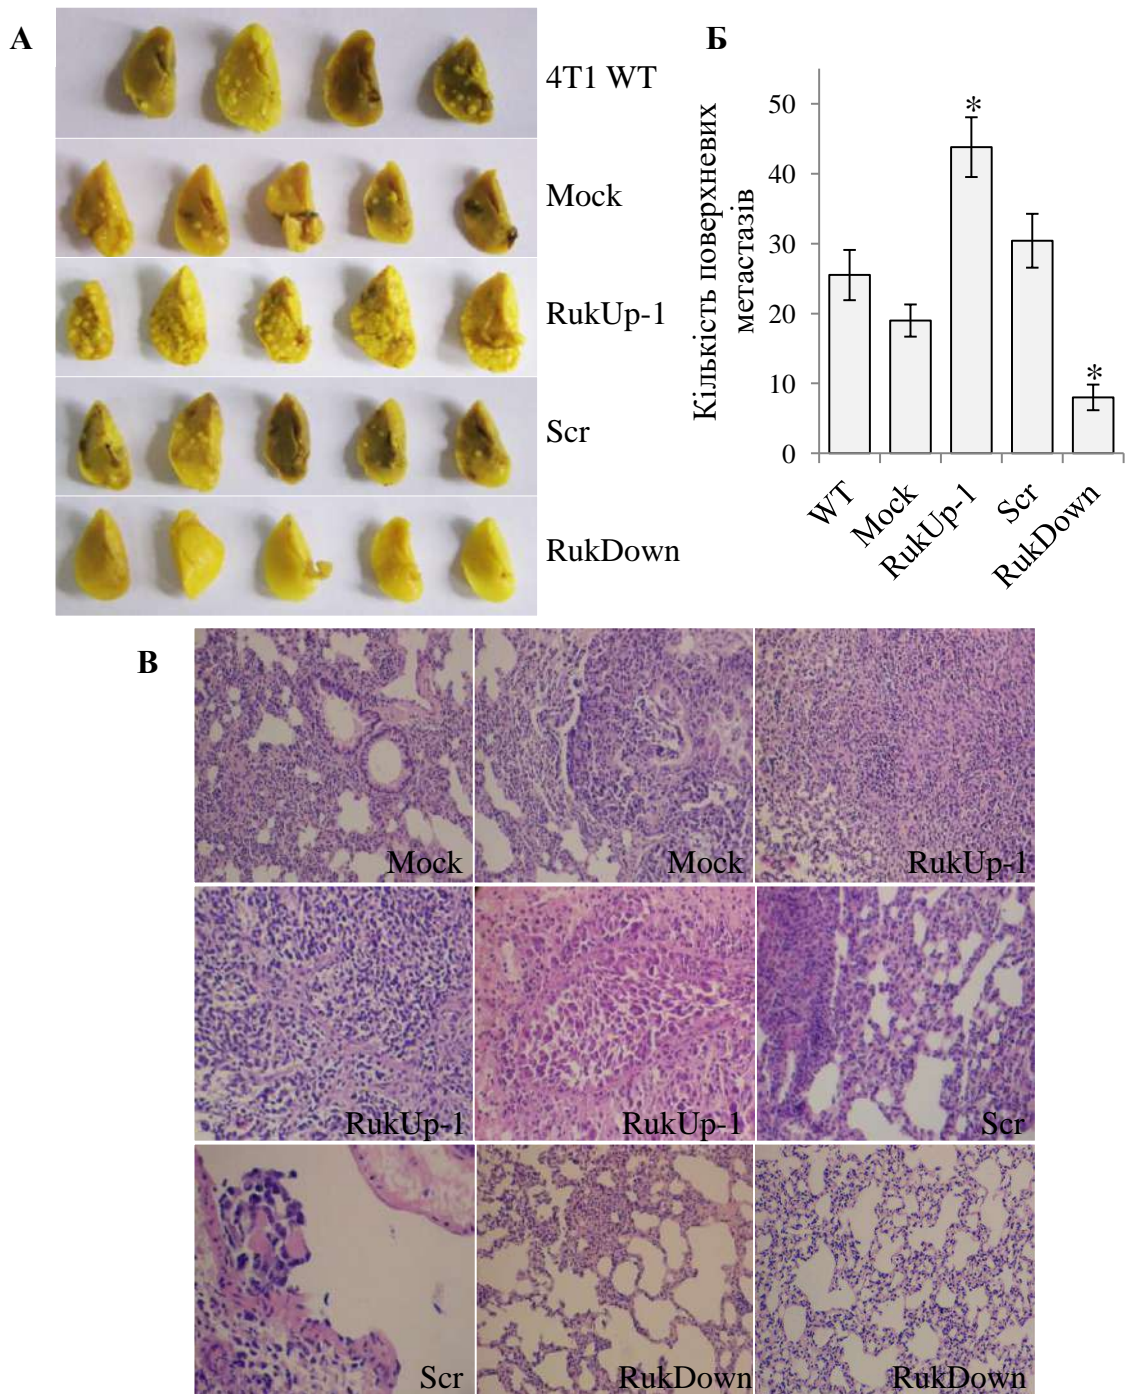 А
4T1 WT
Mock
RukUp-1
Scr
RukDown
Б
Кількість поверхневих
метастазів
50
40
30
20
10
0
*
*
WT
Mock
RukUp-1
Scr
RukDown
В
Mock
Mock
RukUp-1
RukUp-1
RukUp-1
Scr
Scr
RukDown
RukDown